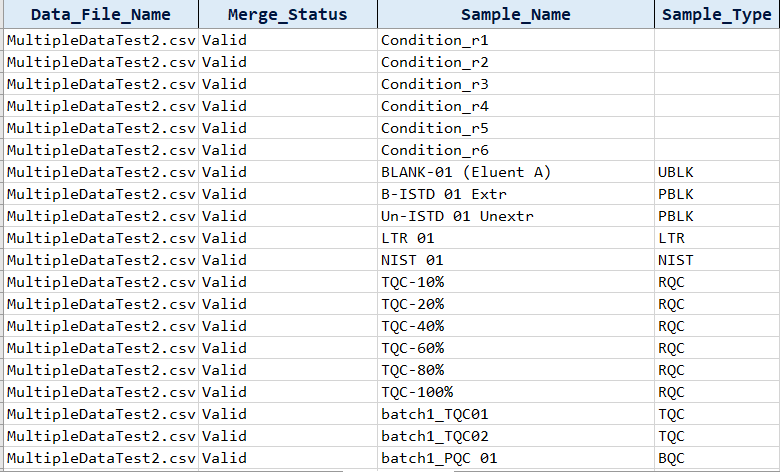 Data_File_Name Merge_Status Sample_Name Sample_Type
MultipleDataTest2.csv Valid Condition_r1
MultipleDataTest2.csv Valid Condition_r2
MultipleDataTest2.csv Valid Condition_r3
MultipleDataTest2.csv Valid Condition_r4
MultipleDataTest2.csv Valid Condition_r5
MultipleDataTest2.csv Valid Condition_r6
MultipleDataTest2.csv Valid BLANK-01 (Eluent A) UBLK
MultipleDataTest2.csv Valid B-ISTD 01 Extr PBLK
MultipleDataTest2.csv Valid Un-ISTD 01 Unextr PBLK
MultipleDataTest2.csv Valid LTR 01 LTR
MultipleDataTest2.csv Valid NIST 01 NIST
MultipleDataTest2.csv Valid TQC-10% RQC
MultipleDataTest2.csv Valid TQC-20% RQC
MultipleDataTest2.csv Valid TQC-40% RQC
MultipleDataTest2.csv Valid TQC-60% RQC
MultipleDataTest2.csv Valid TQC-80% RQC
MultipleDataTest2.csv Valid TQC-100% RQC
MultipleDataTest2.csv Valid batch1_TQC01 TQC
MultipleDataTest2.csv Valid batch1_TQC02 TQC
MultipleDataTest2.csv Valid batch1_PQC 01 BQC